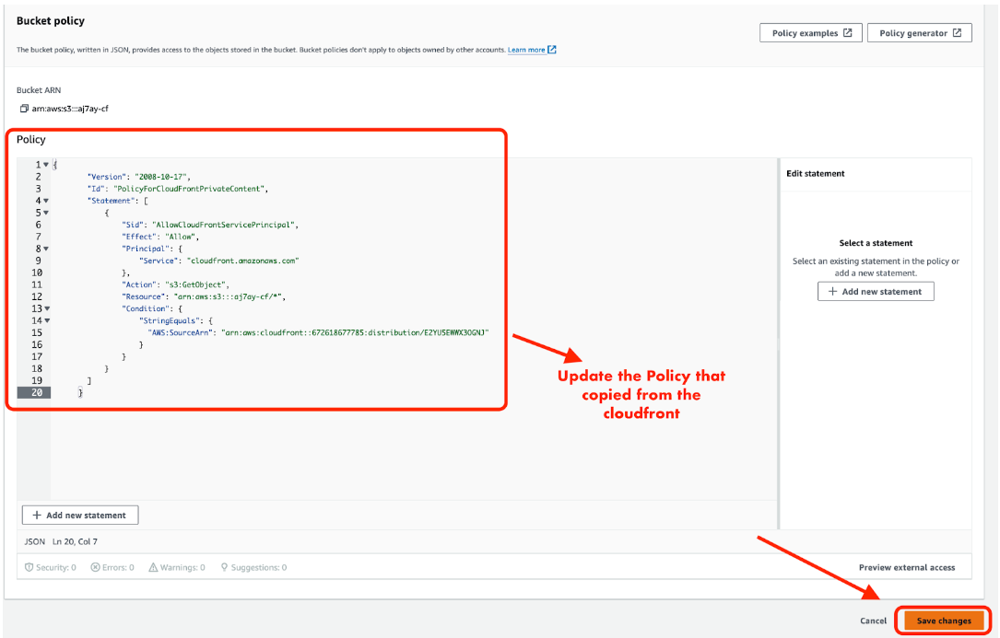 Bucket policy
Policy examples
Policy generator
The bucket policy, written in JSON, provides access to the objects stored in the bucket. Bucket policies don't apply to objects owned by other accounts. Learn more
Bucket ARN
arn:aws:s3:::aj7ay-cf
Policy
1 {
2 "Version": "2008-10-17",
3 "Id": "PolicyForCloudFrontPrivateContent",
4 "Statement": [
5 {
6 "Sid": "AllowCloudFrontServicePrincipal",
7 "Effect": "Allow",
8 "Principal": {
9 "Service": "cloudfront.amazonaws.com"
10 },
11 "Action": "s3:GetObject",
12 "Resource": "arn:aws:s3:::aj7ay-cf/*",
13 "Condition": {
14 "StringEquals": {
15 "AWS:SourceArn": "arn:aws:cloudfront::672618677785:distribution/E2YU5EWWX3OGNJ"
16 }
17 }
18 }
19 ]
20 }
Edit statement
Select a statement
Select an existing statement in the policy or
add a new statement.
+ Add new statement
Update the Policy that
copied from the
cloudfront
+ Add new statement
JSON Ln 20, Col 7
Security: 0 Errors: 0 Warnings: 0 Suggestions: 0
Preview external access
Cancel
Save changes